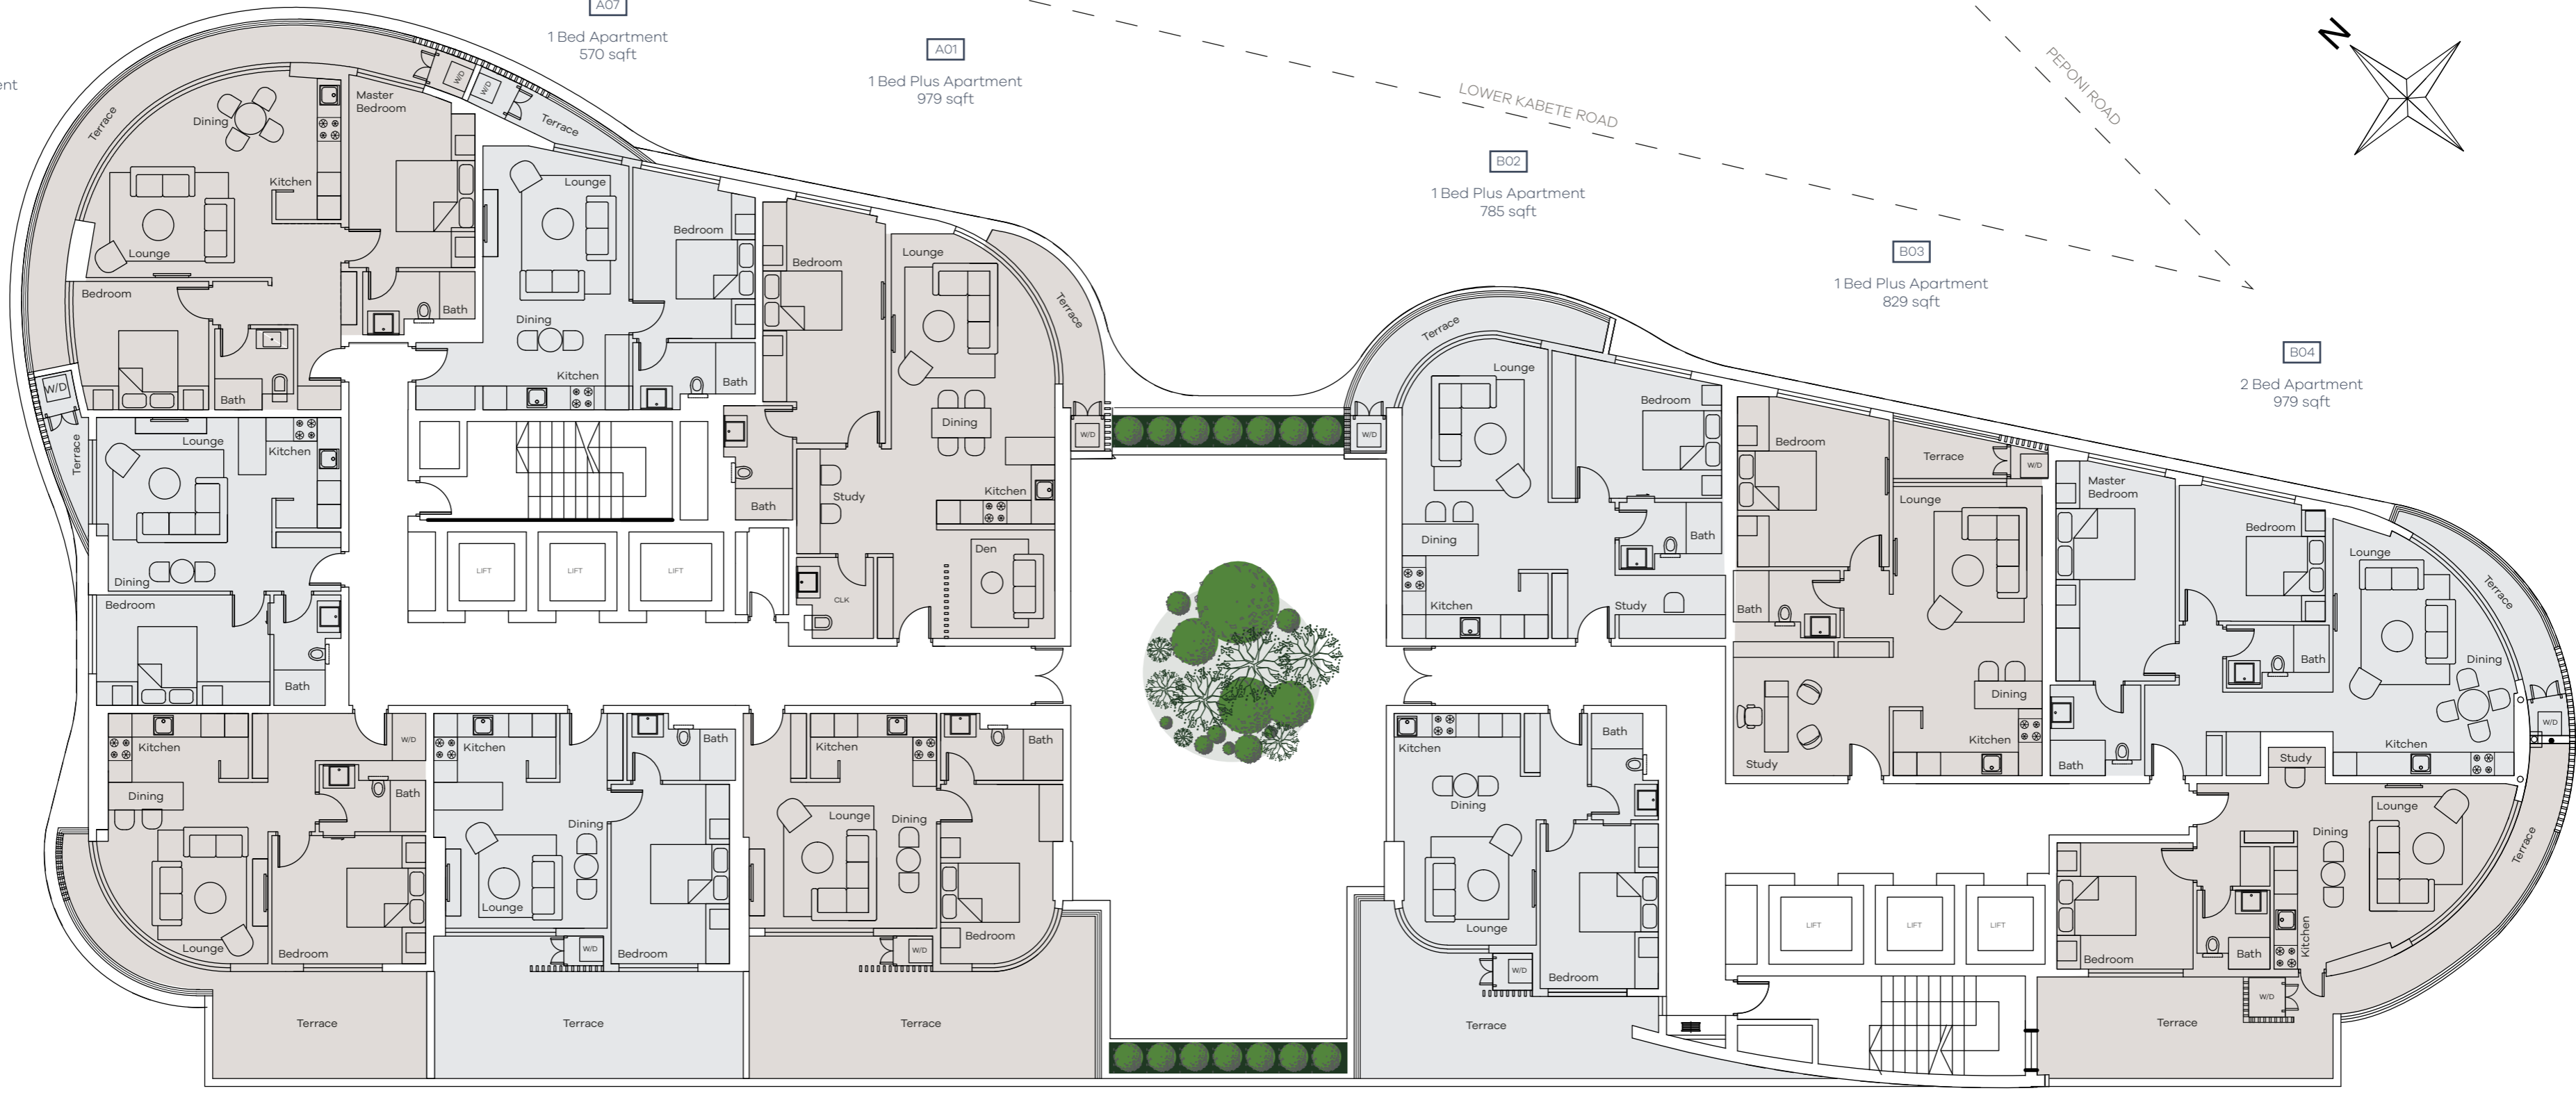 A07
1 Bed Apartment
570 sqft
A01
1 Bed Plus Apartment
979 sqft
LOWER KABETE ROAD
PEPONI ROAD
N
B02
1 Bed Plus Apartment
785 sqft
B03
1 Bed Plus Apartment
829 sqft
B04
2 Bed Apartment
979 sqft
ent
Terrace
Dining
Kitchen
Lounge
Master
Bedroom
W/D
W/D
Terrace
Bedroom
Bath
Bath
W/D
Terrace
Lounge
Bedroom
Dining
Kitchen
Bath
Bedroom
Lounge
Terrace
Dining
W/D
Study
Kitchen
Bath
Den
CLK
Lounge
Kitchen
Dining
Bedroom
Bath
LIFT
LIFT
LIFT
Kitchen
W/D
Dining
Bath
Lounge
Bedroom
Terrace
Kitchen
Bath
Dining
Lounge
W/D
Bedroom
Terrace
Kitchen
Bath
Lounge
Dining
W/D
Bedroom
Terrace
Terrace
W/D
Lounge
Bedroom
Dining
Bath
Kitchen
Study
Bedroom
Terrace
W/D
Lounge
Bath
Dining
Kitchen
Study
Master
Bedroom
Bedroom
Lounge
Terrace
Bath
Dining
W/D
Bath
Kitchen
Kitchen
Bath
Dining
Lounge
W/D
Bedroom
Terrace
LIFT
LIFT
LIFT
Study
Lounge
Dining
Terrace
Kitchen
Bath
Bedroom
W/D
Terrace